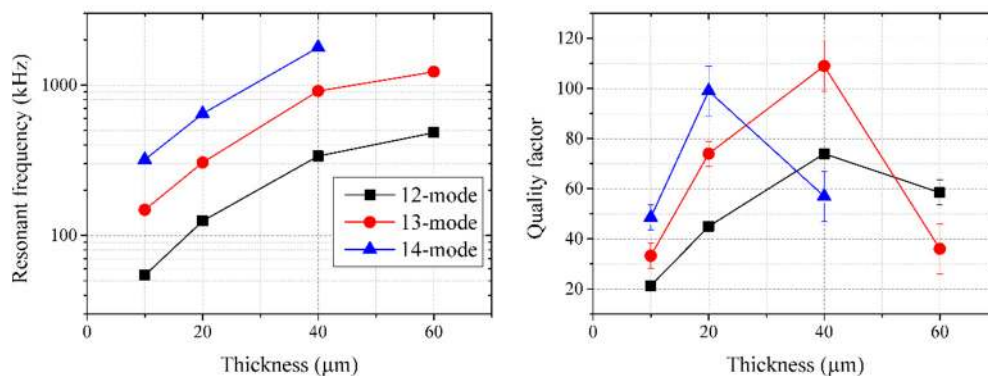 Resonant frequency (kHz)
1000
100
0
20
40
60
Thickness (μm)
12-mode
13-mode
14-mode
Quality factor
120
100
80
60
40
20
0
20
40
60
Thickness (μm)